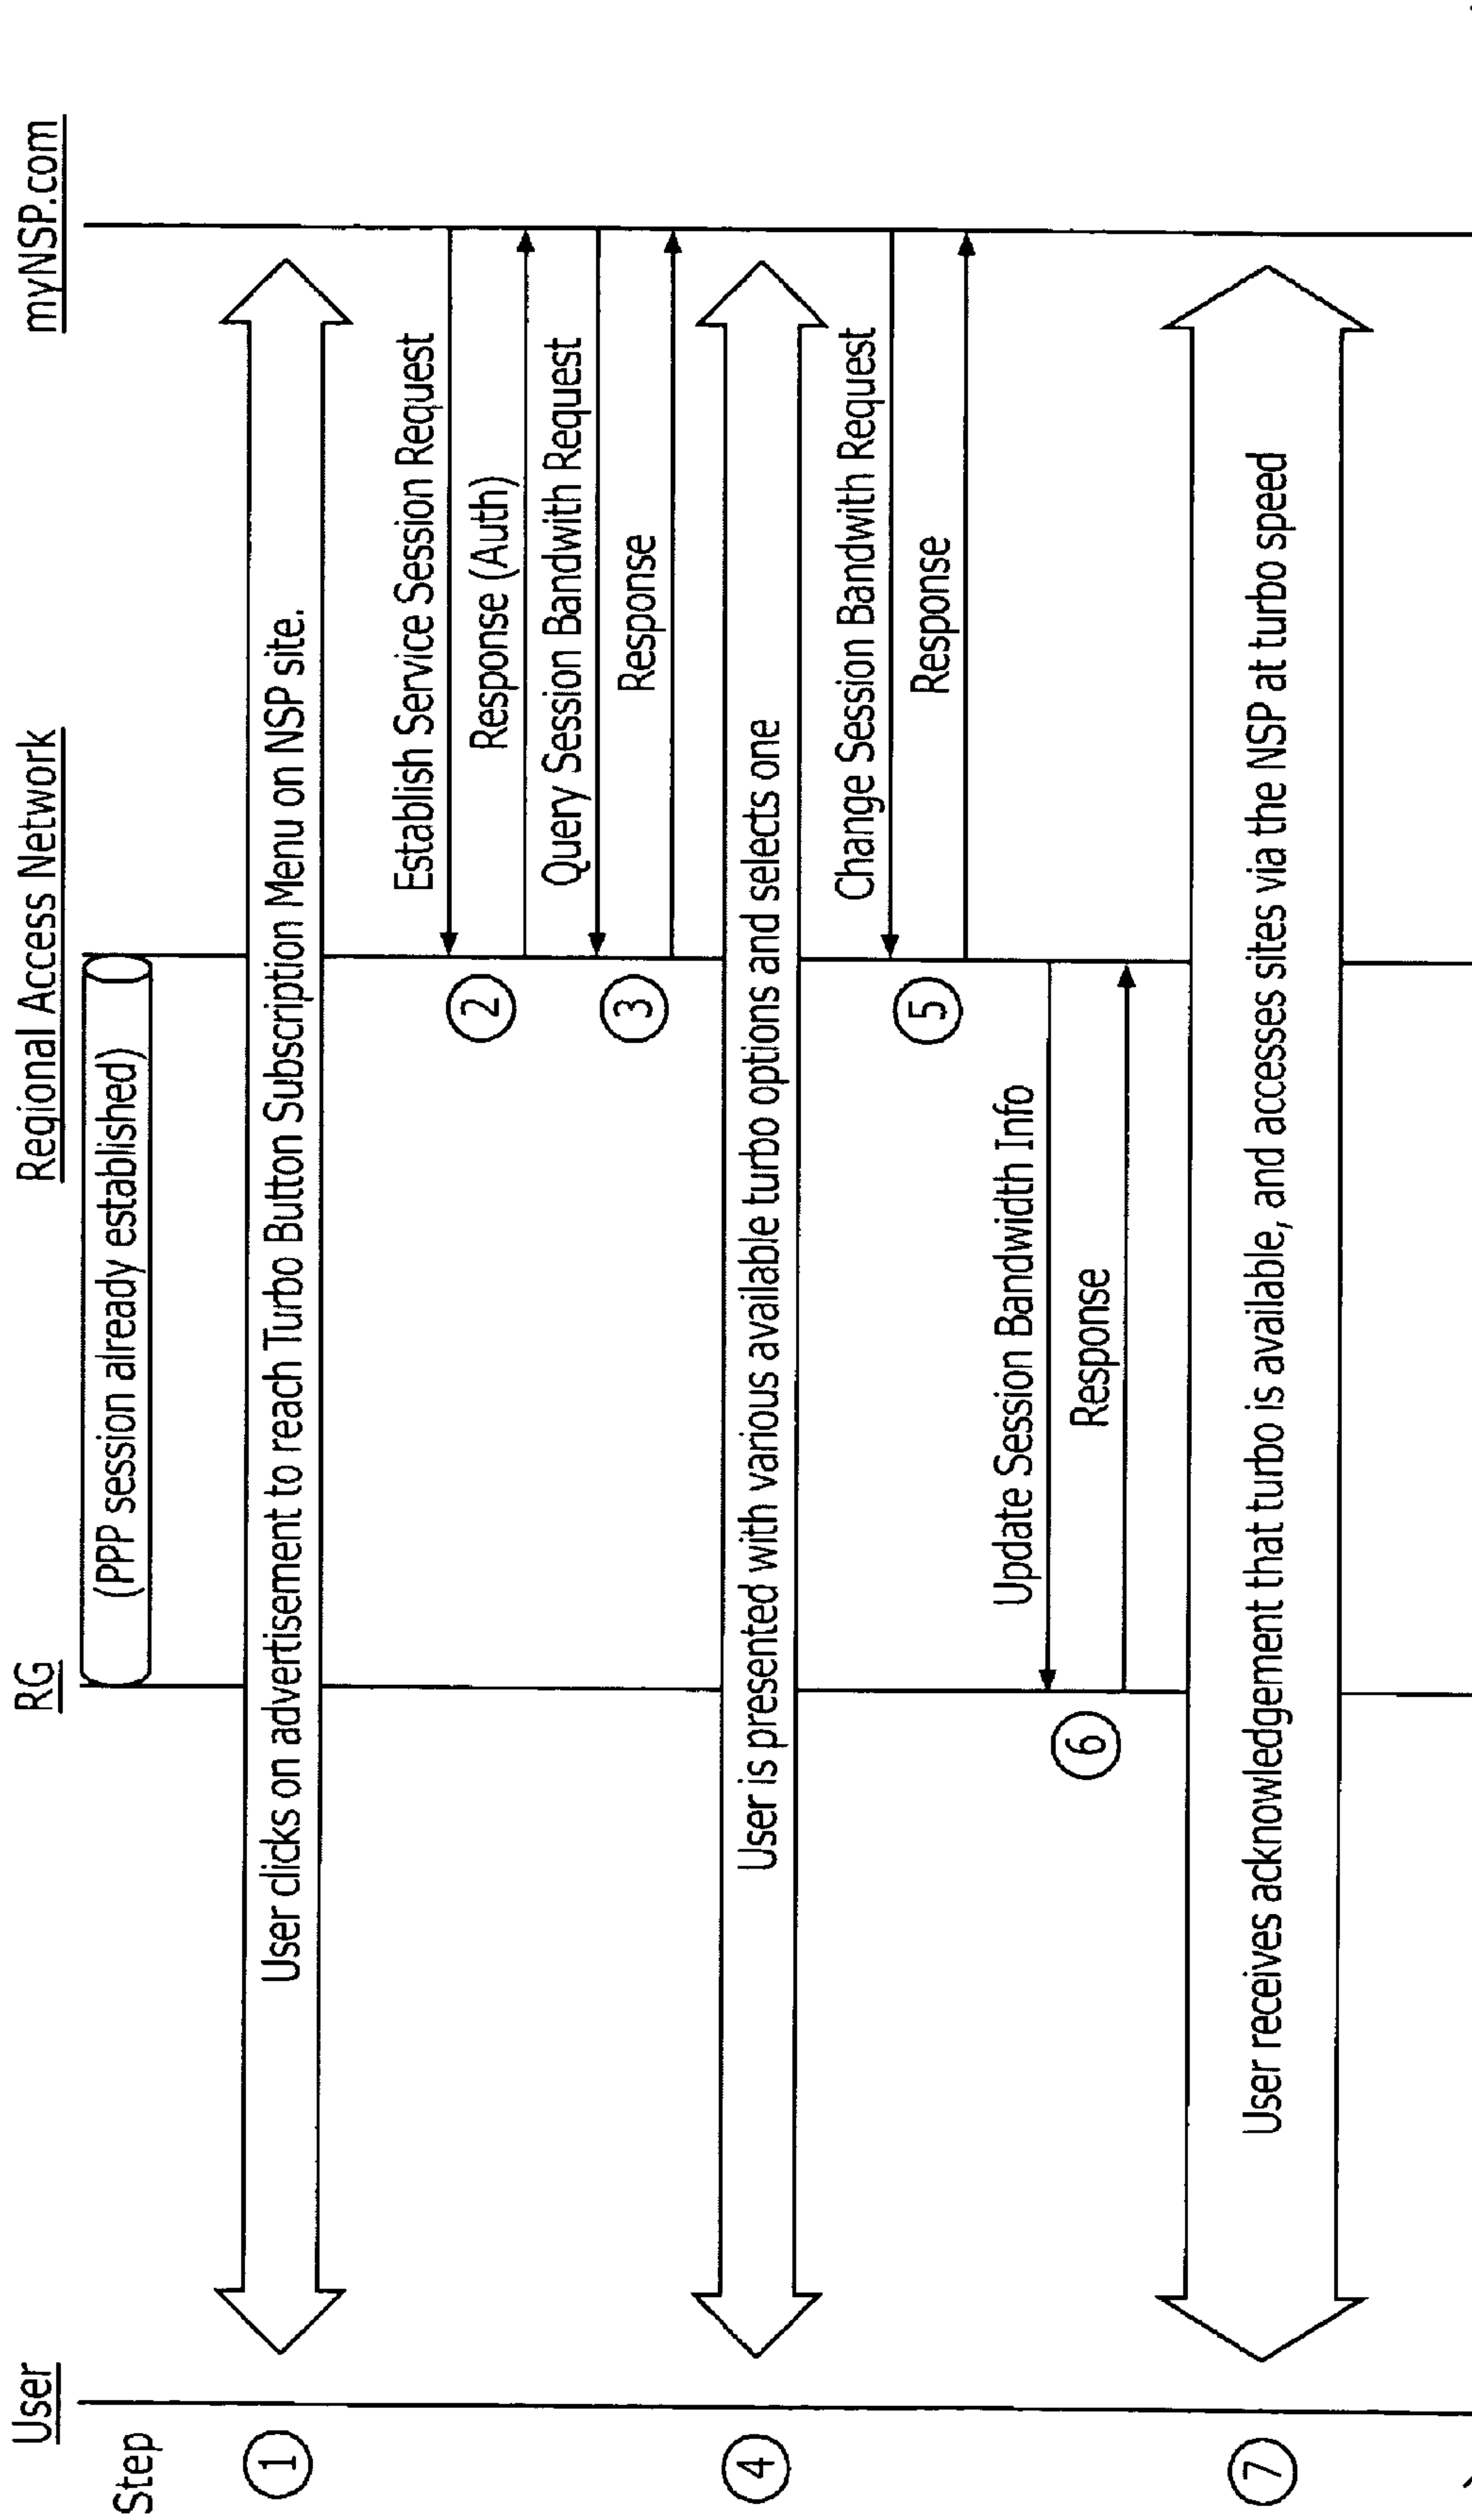 User
RG
Regional Access Network
myNSP.com
Step
(PPP session already established)
1
User clicks on advertisement to reach Turbo Button Subscription Menu on NSP site.
Establish Service Session Request
2
Response (Auth)
Query Session Bandwith Request
3
Response
4
User is presented with various available turbo options and selects one
Change Session Bandwith Request
5
Response
Update Session Bandwidth Info
6
Response
7
User receives acknowledgement that turbo is available, and accesses sites via the NSP at turbo speed